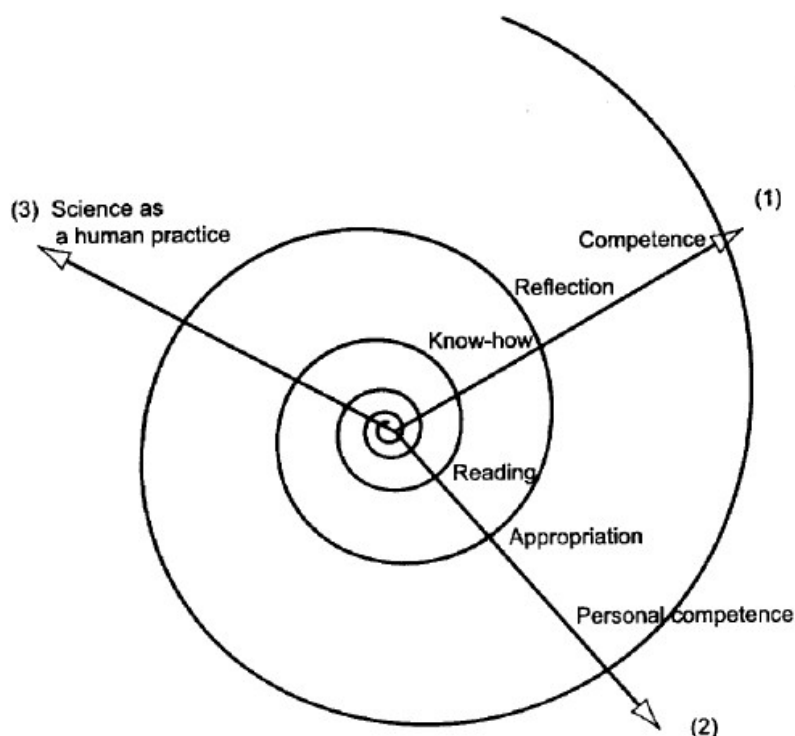 (1)
(3) Science as
a human practice
Competence
Reflection
Know-how
Reading
Appropriation
Personal competence
(2)